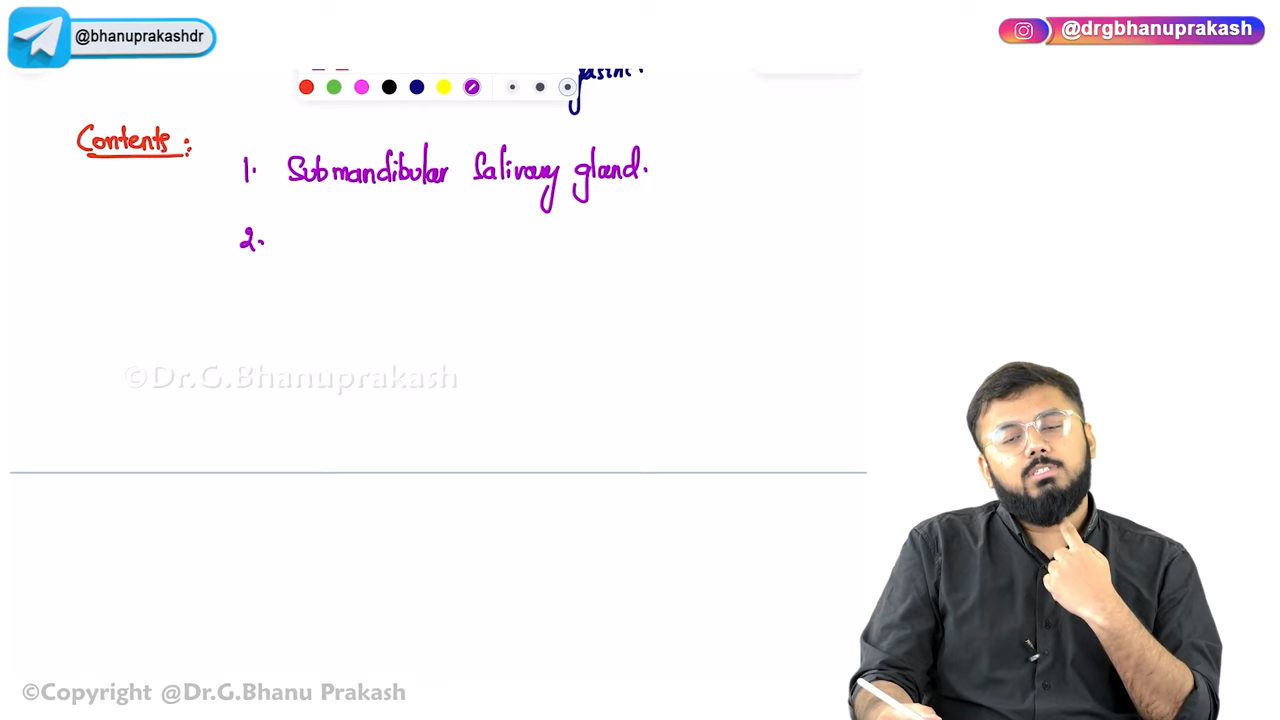 @bhanuprakashdr
@drgbhanuprakash
Contents :
1. Submandibular Salivary gland.
2.
©Dr.G.Bhanuprakash
©Copyright @Dr.G.Bhanu Prakash